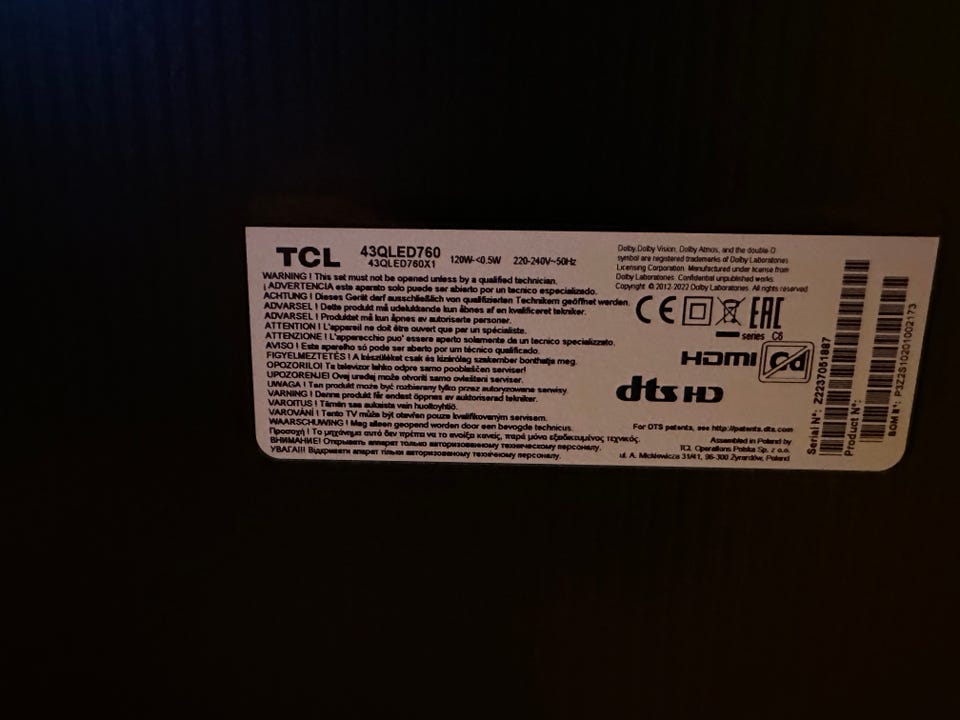 TCL 43QLED760
43QLED760X1 120W-<0.5W 220-240V~50Hz
WARNING ! This set must not be opened unless by a qualified technician.
¡ ADVERTENCIA este aparato solo puede ser abierto por un tecnico especializado.
ACHTUNG ! Dieses Gerät darf ausschließlich von qualifizierten Technikern geöffnet werden.
ADVARSEL ! Dette produkt må udelukkende kun åbnes af en kvalificeret tekniker.
ADVARSEL ! Produktet må kun åpnes av autoriserte personer.
ATTENTION ! L'appareil ne doit être ouvert que par un spécialiste.
ATTENZIONE ! L'apparecchio puo' essere aperto solamente da un tecnico specializzato.
AVISO ! Este aparelho só pode ser aberto por um técnico qualificado.
FIGYELMEZTETÉS ! A készüléket csak és kizárólag szakember bonthatja meg.
OPOZORILO! Ta televizor lahko odpre samo pooblaščen serviser!
UPOZORENJE! Ovaj uređaj može otvoriti samo ovlašteni serviser.
UWAGA ! Ten produkt może być rozbierany tylko przez autoryzowane serwisy.
VARNING ! Denna produkt får endast öppnas av auktoriserad tekniker.
VAROITUS ! Tämän saa aukaista vain huoltoyhtiö.
VAROVÁNÍ ! Tento TV může být otevřen pouze kvalifikovaným servisem.
WAARSCHUWING ! Mag alleen geopend worden door een bevoegde technicus.
Προσοχή ! Το μηχάνημα αυτό δεν πρέπει να το ανοίξει κανείς, παρά μόνο εξειδικευμένος τεχνικός.
ВНИМАНИЕ! Открывать аппарат только авторизованному техническому персоналу.
УВАГА!!! Відкривати апарат тільки авторизованому технічному персоналу.
Dolby, Dolby Vision, Dolby Atmos, and the double-D
symbol are registered trademarks of Dolby Laboratories
Licensing Corporation. Manufactured under license from
Dolby Laboratories. Confidential unpublished works.
Copyright © 2012-2022 Dolby Laboratories. All rights reserved
CE EAC
series C6
HDMI
dts HD
For DTS patents, see http://patents.dts.com
Assembled in Poland by
TCL Operations Polska Sp. z o.o.
ul. A. Mickiewicza 31/41, 96-300 Żyrardów, Poland
Serial N°: 22237051887
Product N°:
BOM N°: P3Z2S10201002173